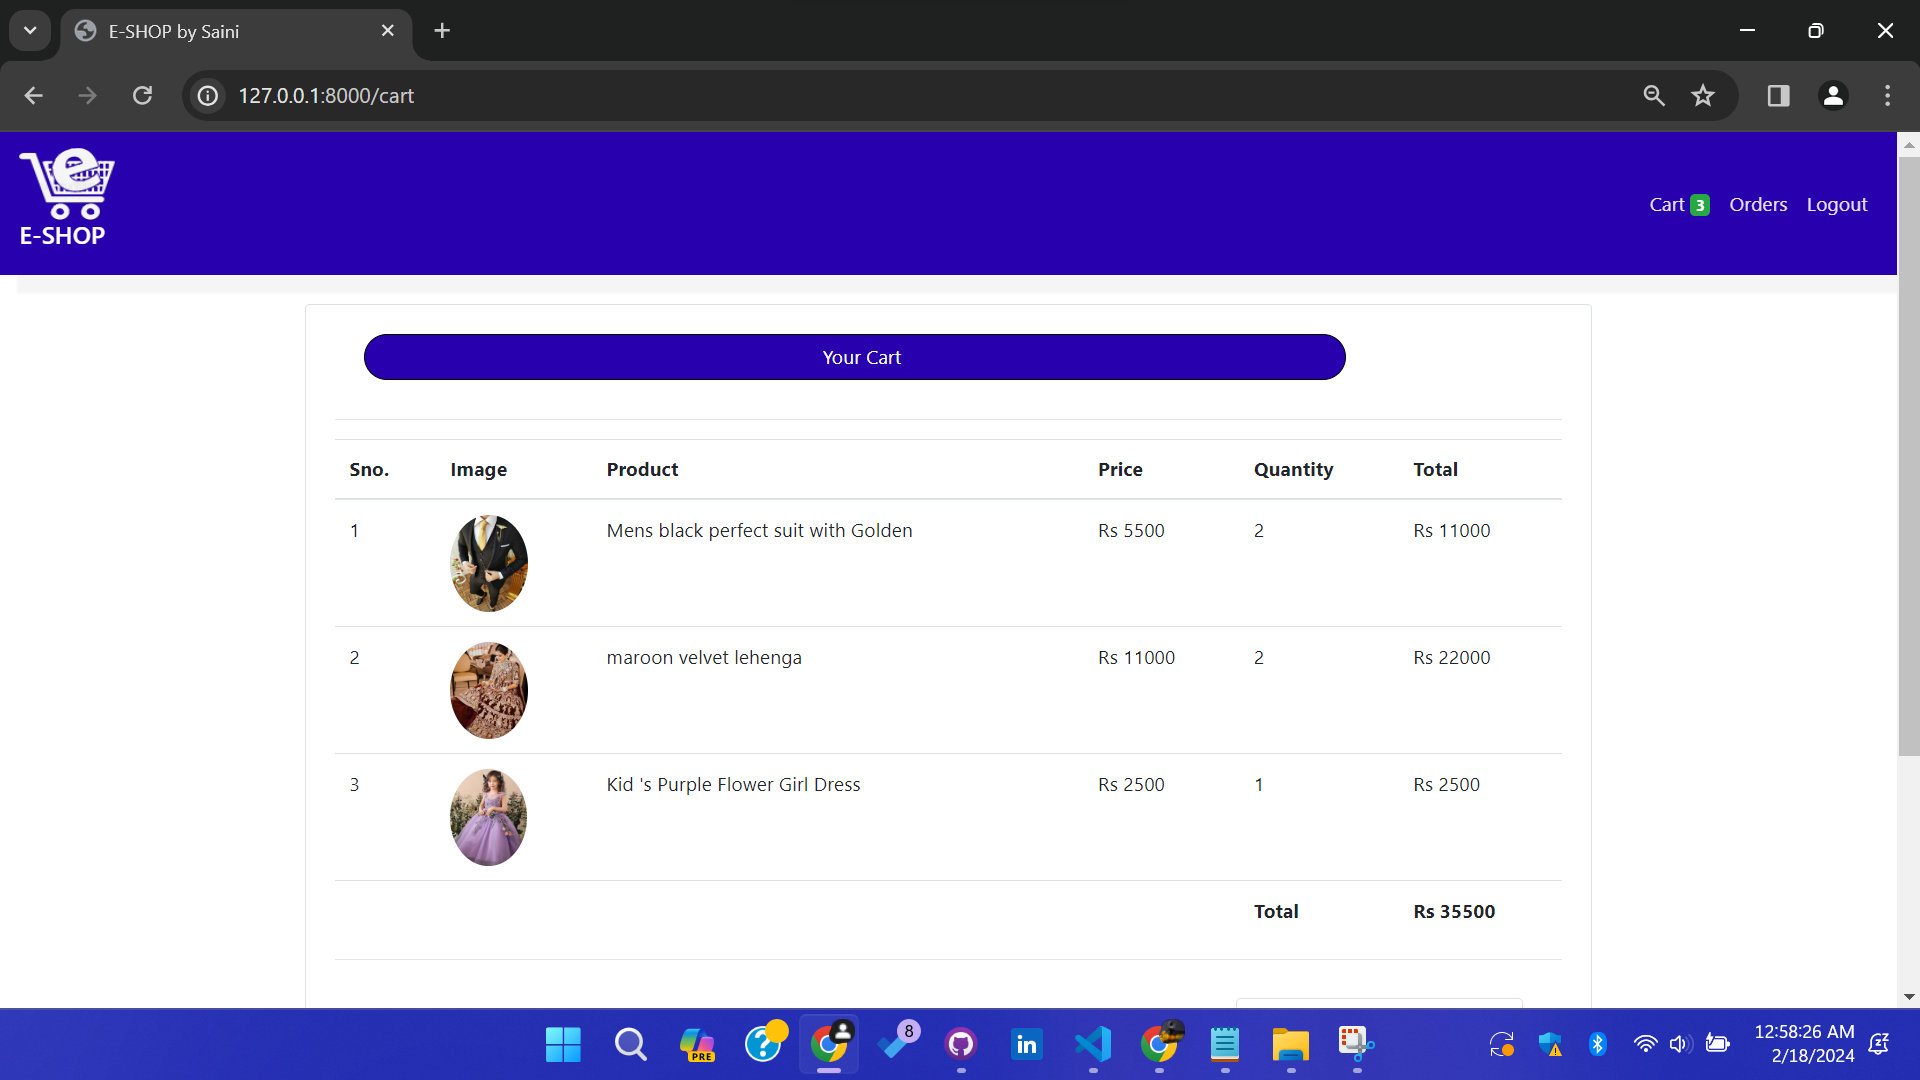 E-SHOP by Saini
127.0.0.1:8000/cart
e
E-SHOP
Cart 3 Orders Logout
Your Cart
Sno. Image Product Price Quantity Total
1 Mens black perfect suit with Golden Rs 5500 2 Rs 11000
2 maroon velvet lehenga Rs 11000 2 Rs 22000
3 Kid 's Purple Flower Girl Dress Rs 2500 1 Rs 2500
Total Rs 35500
PRE
8
in
12:58:26 AM
2/18/2024